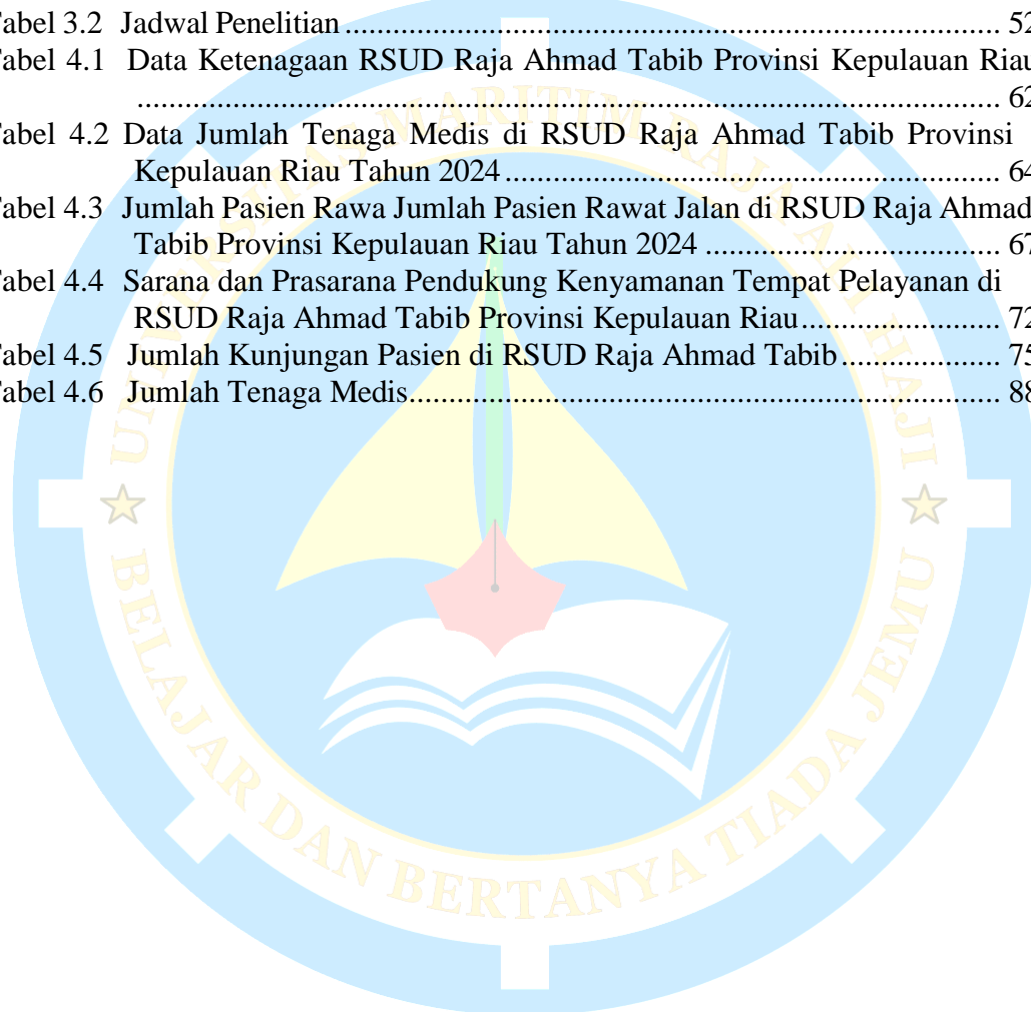 Tabel 3.2 Jadwal Penelitian ........ 52
Tabel 4.1 Data Ketenagaan RSUD Raja Ahmad Tabib Provinsi Kepulauan Riau
........ 62
Tabel 4.2 Data Jumlah Tenaga Medis di RSUD Raja Ahmad Tabib Provinsi
Kepulauan Riau Tahun 2024 ........ 64
Tabel 4.3 Jumlah Pasien Rawa Jumlah Pasien Rawat Jalan di RSUD Raja Ahmad
Tabib Provinsi Kepulauan Riau Tahun 2024 ........ 67
Tabel 4.4 Sarana dan Prasarana Pendukung Kenyamanan Tempat Pelayanan di
RSUD Raja Ahmad Tabib Provinsi Kepulauan Riau ........ 72
Tabel 4.5 Jumlah Kunjungan Pasien di RSUD Raja Ahmad Tabib ........ 75
Tabel 4.6 Jumlah Tenaga Medis ........ 88
UNIVERSITAS MARITIM RAJA ALI HAJI
BELAJAR DAN BERTANYA TIADA JEMU